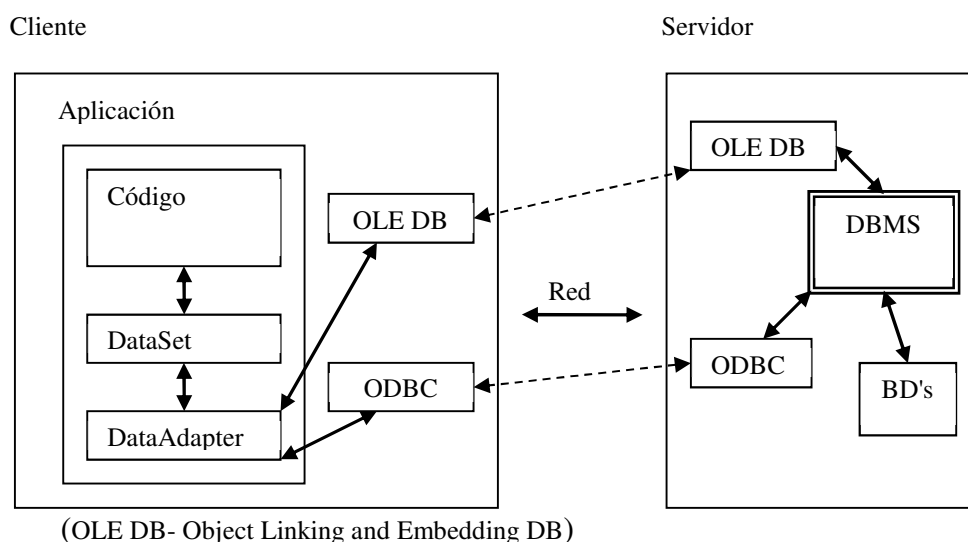 Cliente
Servidor
Aplicación
Código
OLE DB
OLE DB
DBMS
Red
DataSet
ODBC
ODBC
BD's
DataAdapter
(OLE DB- Object Linking and Embedding DB)